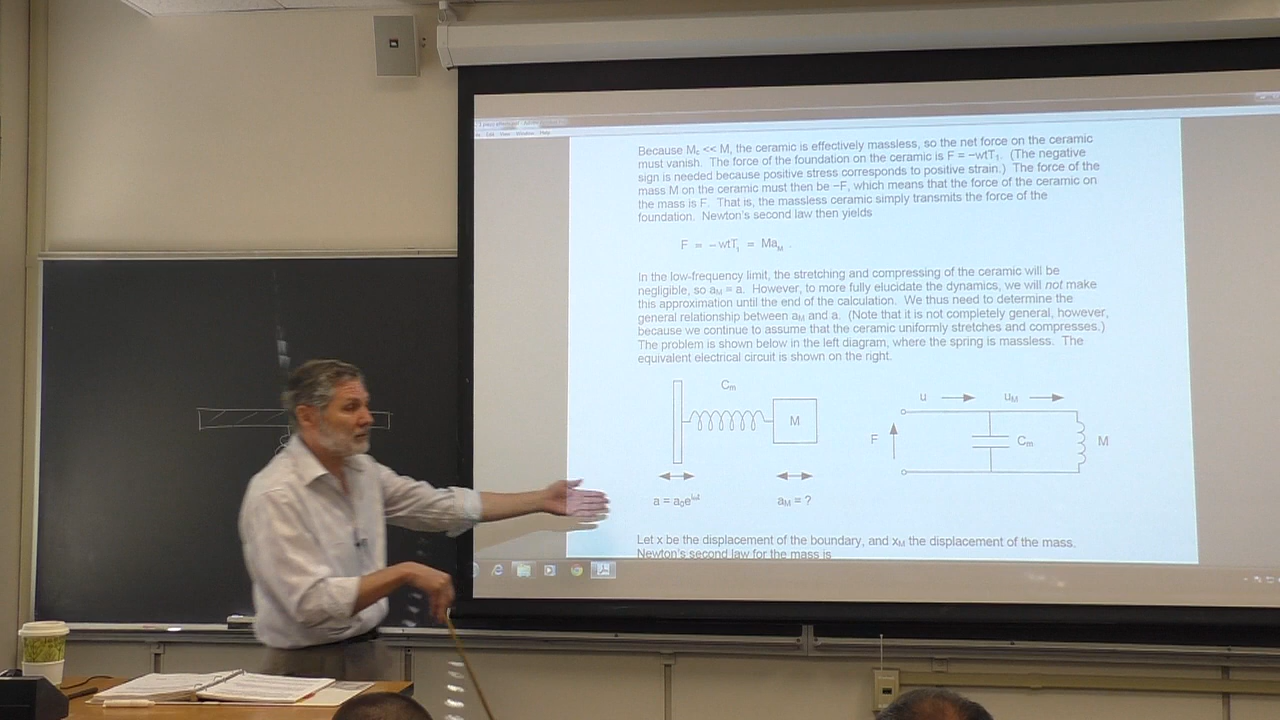 Edit View Window Help
Because Mc << M, the ceramic is effectively massless, so the net force on the ceramic
must vanish. The force of the foundation on the ceramic is F = −wtT₁. (The negative
sign is needed because positive stress corresponds to positive strain.) The force of the
mass M on the ceramic must then be −F, which means that the force of the ceramic on
the mass is F. That is, the massless ceramic simply transmits the force of the
foundation. Newton's second law then yields
F = −wtT₁ = Maₘ .
In the low-frequency limit, the stretching and compressing of the ceramic will be
negligible, so aₘ = a. However, to more fully elucidate the dynamics, we will not make
this approximation until the end of the calculation. We thus need to determine the
general relationship between aₘ and a. (Note that it is not completely general, however,
because we continue to assume that the ceramic uniformly stretches and compresses.)
The problem is shown below in the left diagram, where the spring is massless. The
equivalent electrical circuit is shown on the right.
Cm
M
a = a₀e^iωt
aₘ = ?
u
uₘ
F
Cm
M
Let x be the displacement of the boundary, and xₘ the displacement of the mass.
Newton's second law for the mass is